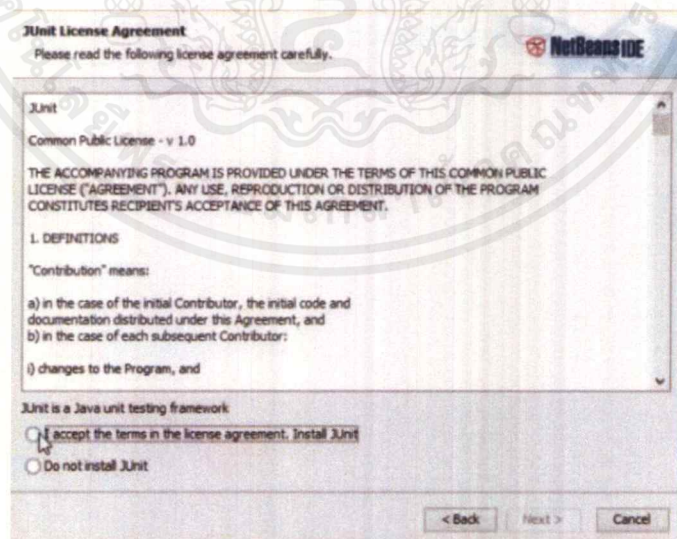 JUnit License Agreement
Please read the following license agreement carefully.
NetBeans IDE
JUnit
Common Public License - v 1.0
THE ACCOMPANYING PROGRAM IS PROVIDED UNDER THE TERMS OF THIS COMMON PUBLIC
LICENSE ("AGREEMENT"). ANY USE, REPRODUCTION OR DISTRIBUTION OF THE PROGRAM
CONSTITUTES RECIPIENT'S ACCEPTANCE OF THIS AGREEMENT.
1. DEFINITIONS
"Contribution" means:
a) in the case of the initial Contributor, the initial code and
documentation distributed under this Agreement, and
b) in the case of each subsequent Contributor:
i) changes to the Program, and
JUnit is a Java unit testing framework
I accept the terms in the license agreement. Install JUnit
Do not install JUnit
< Back
Next >
Cancel